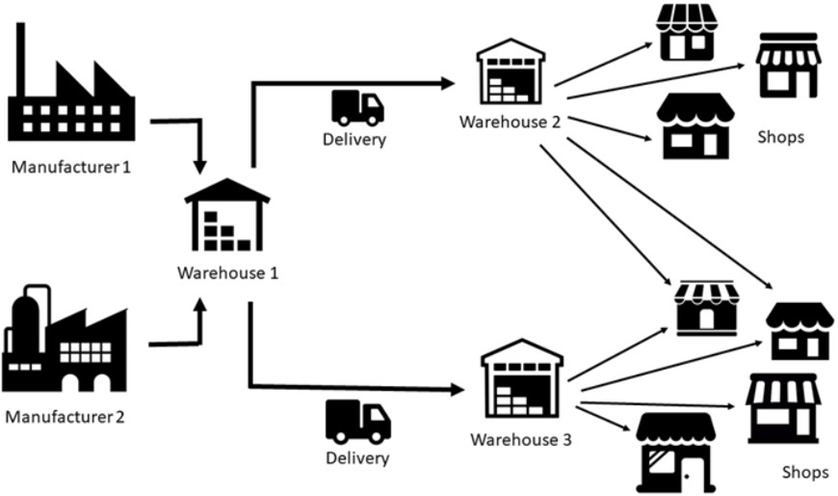 Manufacturer 1
Delivery
Warehouse 2
Shops
Warehouse 1
Manufacturer 2
Delivery
Warehouse 3
Shops